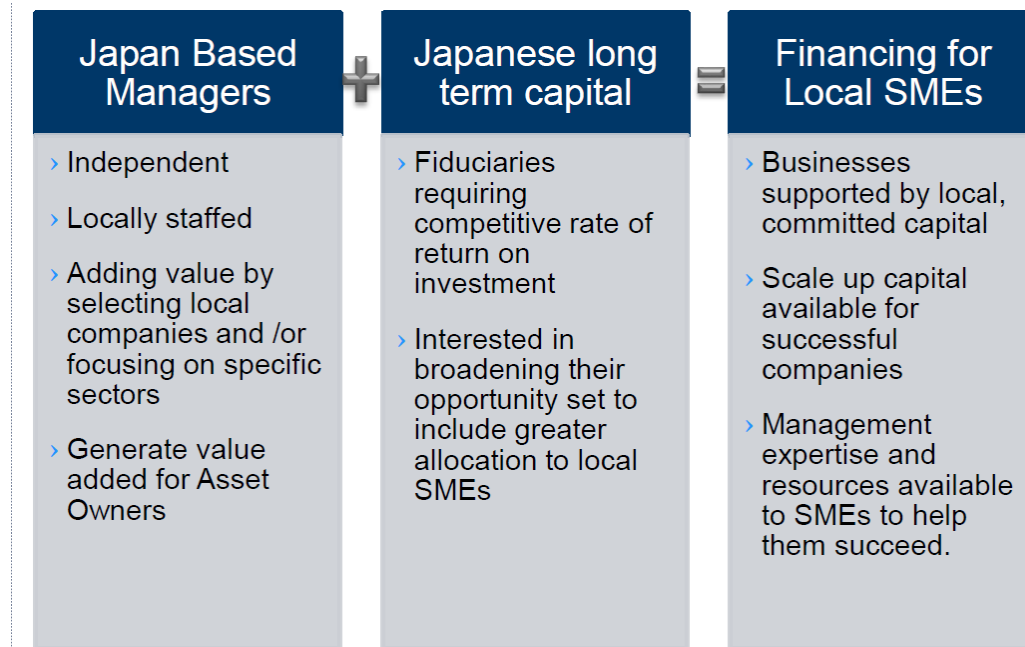 Japan Based
Managers
+
Japanese long
term capital
=
Financing for
Local SMEs
› Independent
› Locally staffed
› Adding value by
selecting local
companies and /or
focusing on specific
sectors
› Generate value
added for Asset
Owners
› Fiduciaries
requiring
competitive rate of
return on
investment
› Interested in
broadening their
opportunity set to
include greater
allocation to local
SMEs
› Businesses
supported by local,
committed capital
› Scale up capital
available for
successful
companies
› Management
expertise and
resources available
to SMEs to help
them succeed.